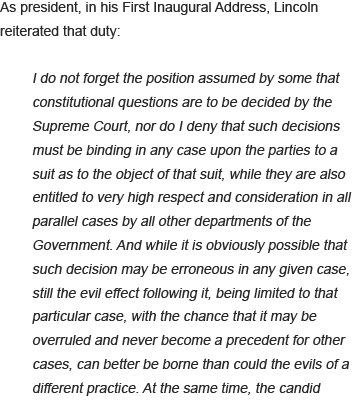 As president, in his First Inaugural Address, Lincoln
reiterated that duty:
I do not forget the position assumed by some that
constitutional questions are to be decided by the
Supreme Court, nor do I deny that such decisions
must be binding in any case upon the parties to a
suit as to the object of that suit, while they are also
entitled to very high respect and consideration in all
parallel cases by all other departments of the
Government. And while it is obviously possible that
such decision may be erroneous in any given case,
still the evil effect following it, being limited to that
particular case, with the chance that it may be
overruled and never become a precedent for other
cases, can better be borne than could the evils of a
different practice. At the same time, the candid